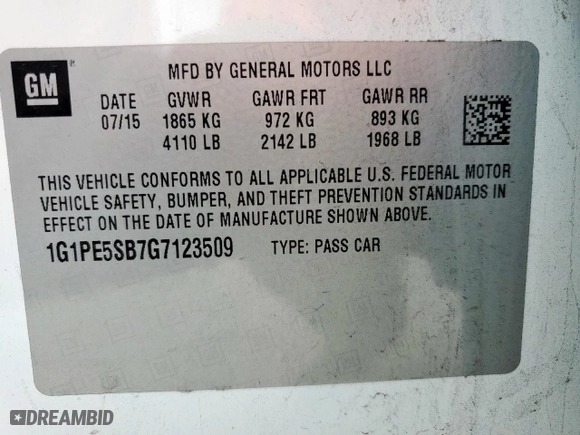 GM
MFD BY GENERAL MOTORS LLC
DATE GVWR GAWR FRT GAWR RR
07/15 1865 KG 972 KG 893 KG
4110 LB 2142 LB 1968 LB
THIS VEHICLE CONFORMS TO ALL APPLICABLE U.S. FEDERAL MOTOR
VEHICLE SAFETY, BUMPER, AND THEFT PREVENTION STANDARDS IN
EFFECT ON THE DATE OF MANUFACTURE SHOWN ABOVE.
1G1PE5SB7G7123509 TYPE: PASS CAR
DREAMBID